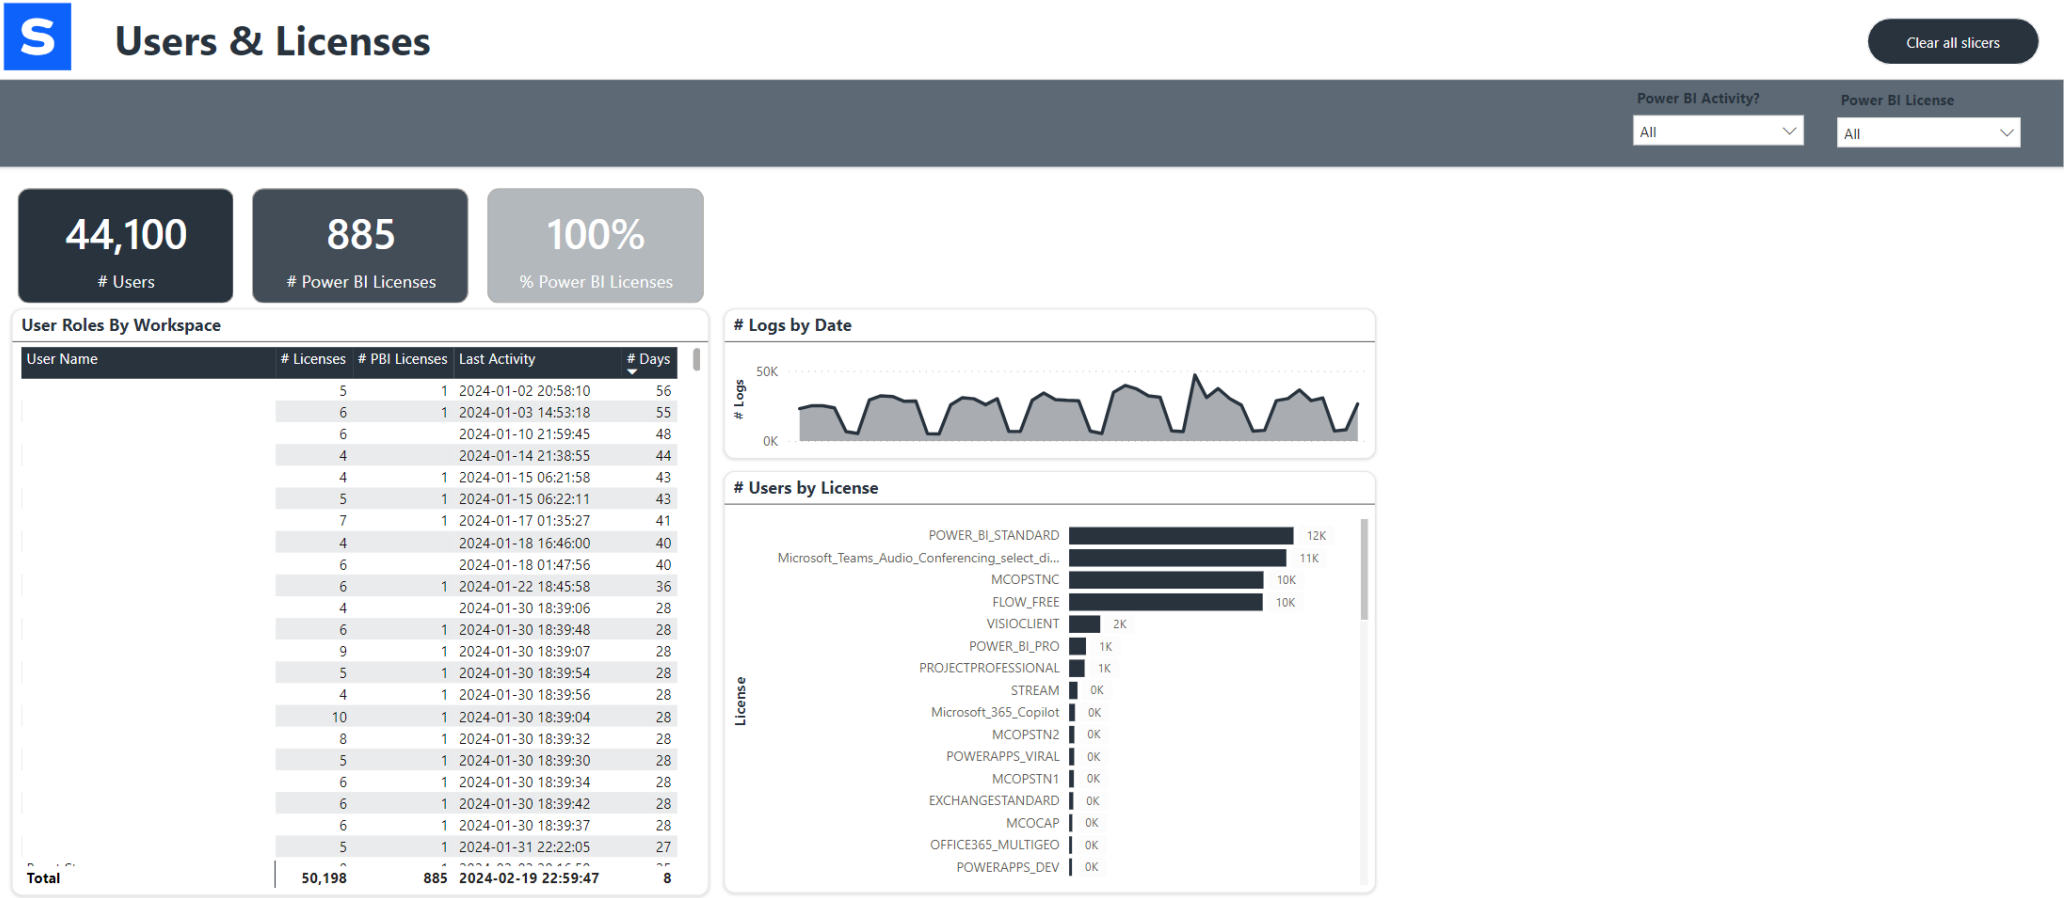 S
Users & Licenses
Clear all slicers
Power BI Activity?
Power BI License
All
All
44,100
# Users
885
# Power BI Licenses
100%
% Power BI Licenses
User Roles By Workspace
User Name # Licenses # PBI Licenses Last Activity # Days
5 1 2024-01-02 20:58:10 56
6 1 2024-01-03 14:53:18 55
6 2024-01-10 21:59:45 48
4 2024-01-14 21:38:55 44
4 1 2024-01-15 06:21:58 43
5 1 2024-01-15 06:22:11 43
7 1 2024-01-17 01:35:27 41
4 2024-01-18 16:46:00 40
6 2024-01-18 01:47:56 40
6 1 2024-01-22 18:45:58 36
4 2024-01-30 18:39:06 28
6 1 2024-01-30 18:39:48 28
9 1 2024-01-30 18:39:07 28
5 1 2024-01-30 18:39:54 28
4 1 2024-01-30 18:39:56 28
10 1 2024-01-30 18:39:04 28
8 1 2024-01-30 18:39:32 28
5 1 2024-01-30 18:39:30 28
6 1 2024-01-30 18:39:34 28
6 1 2024-01-30 18:39:42 28
6 1 2024-01-30 18:39:37 28
5 1 2024-01-31 22:22:05 27
Total 50,198 885 2024-02-19 22:59:47 8
# Logs by Date
# Logs
50K
0K
# Users by License
License
POWER_BI_STANDARD 12K
Microsoft_Teams_Audio_Conferencing_select_di... 11K
MCOPSTNC 10K
FLOW_FREE 10K
VISIOCLIENT 2K
POWER_BI_PRO 1K
PROJECTPROFESSIONAL 1K
STREAM 0K
Microsoft_365_Copilot 0K
MCOPSTN2 0K
POWERAPPS_VIRAL 0K
MCOPSTN1 0K
EXCHANGESTANDARD 0K
MCOCAP 0K
OFFICE365_MULTIGEO 0K
POWERAPPS_DEV 0K